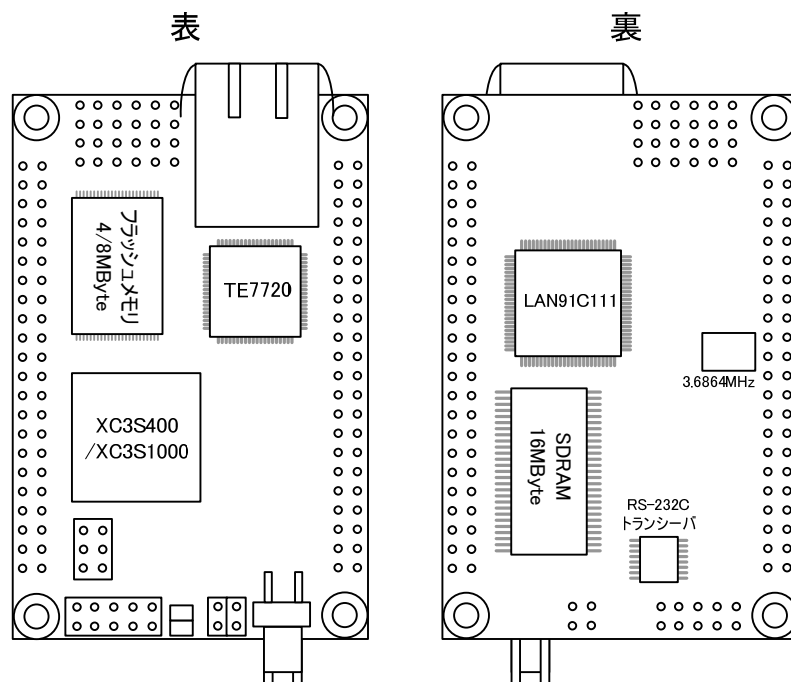 表
フラッシュメモリ
4/8MByte
TE7720
XC3S400
/XC3S1000
裏
LAN91C111
3.6864MHz
SDRAM
16MByte
RS-232C
トランシーバ